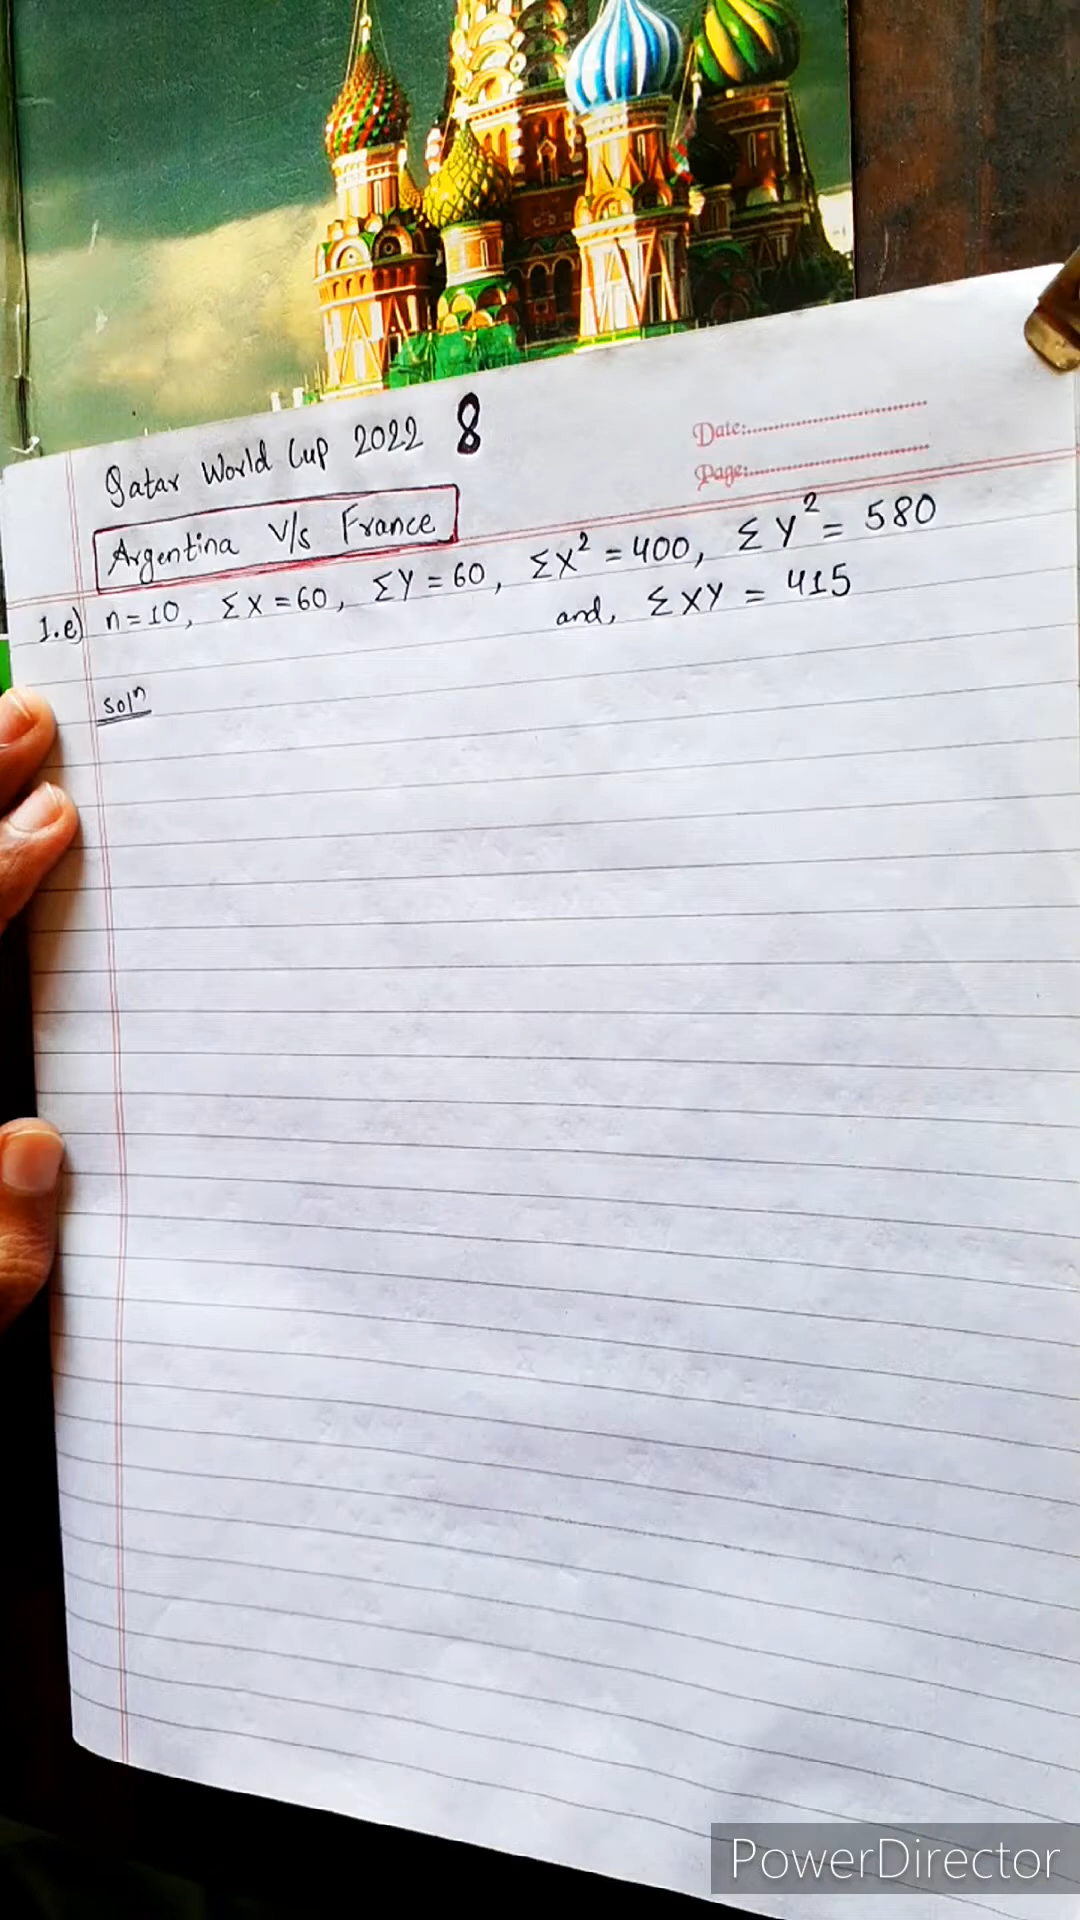 Qatar World Cup 2022 8
Date:
Page:
Argentina V/s France
1.e) n = 10, ΣX = 60, ΣY = 60, ΣX² = 400, ΣY² = 580
and, ΣXY = 415
Solⁿ
PowerDirector